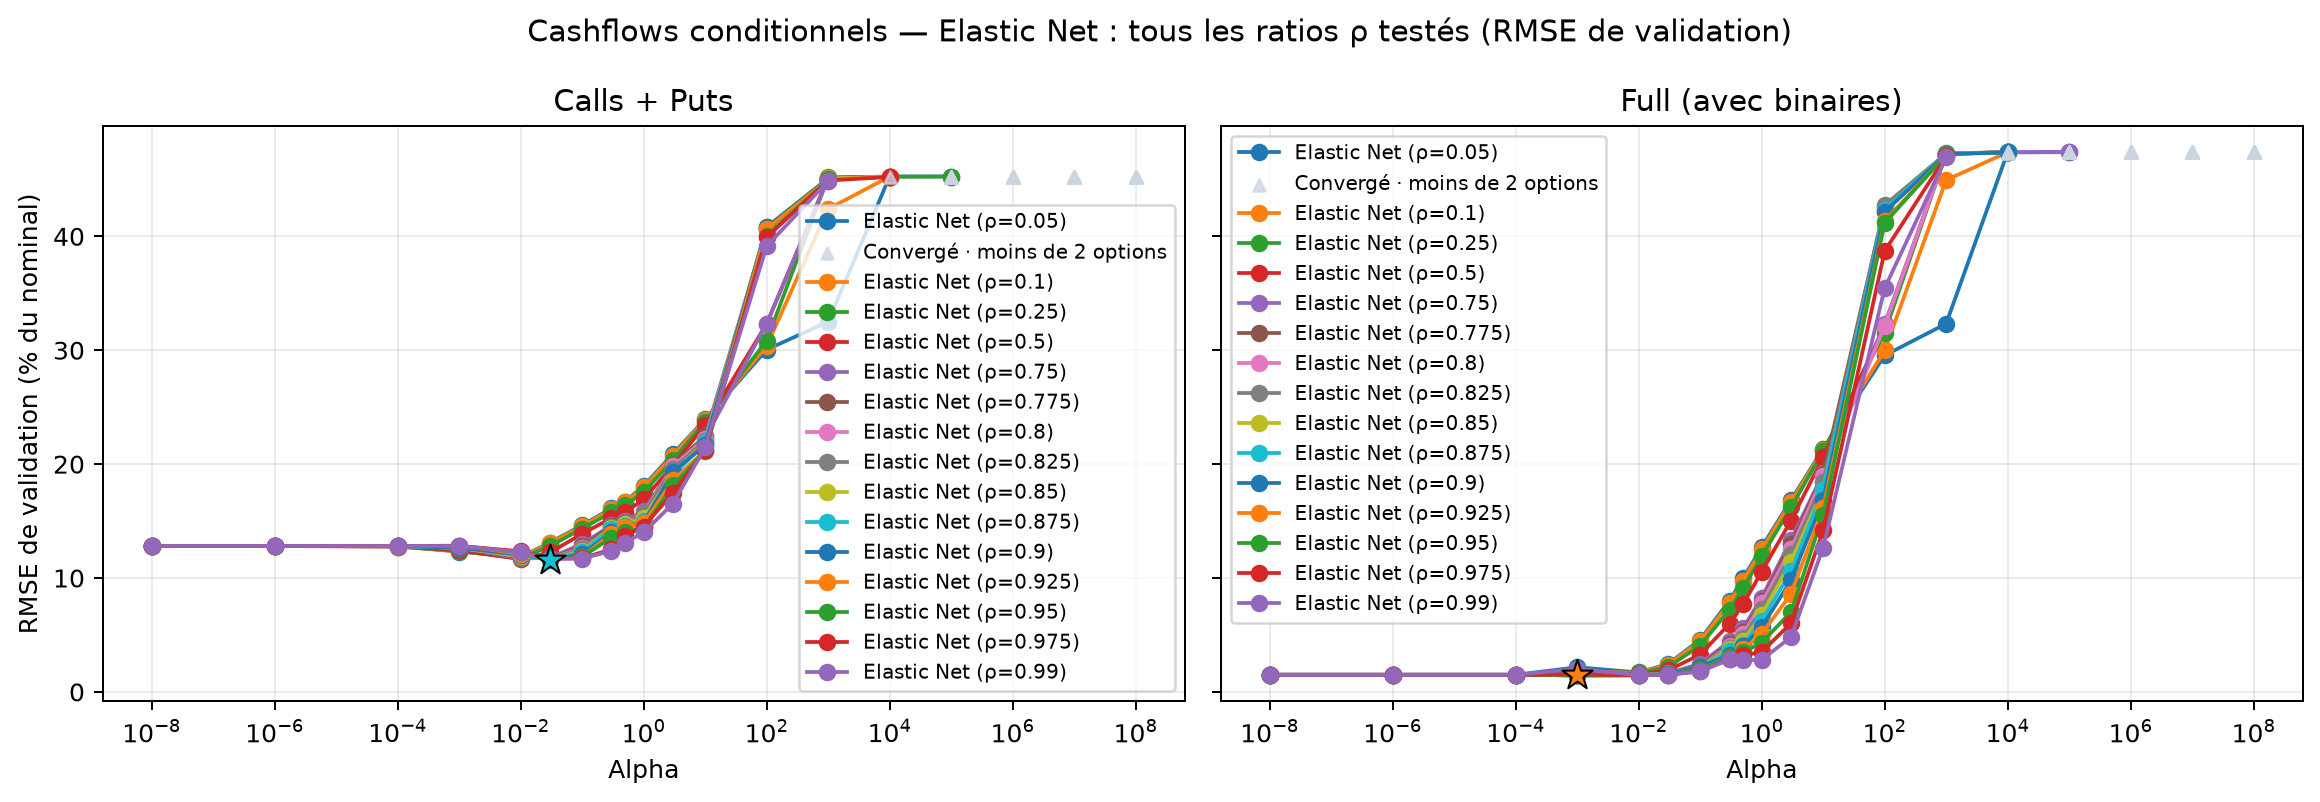 Cashflows conditionnels — Elastic Net : tous les ratios ρ testés (RMSE de validation)
Calls + Puts
RMSE de validation (% du nominal)
40
30
20
10
0
Elastic Net (ρ=0.05)
Convergé · moins de 2 options
Elastic Net (ρ=0.1)
Elastic Net (ρ=0.25)
Elastic Net (ρ=0.5)
Elastic Net (ρ=0.75)
Elastic Net (ρ=0.775)
Elastic Net (ρ=0.8)
Elastic Net (ρ=0.825)
Elastic Net (ρ=0.85)
Elastic Net (ρ=0.875)
Elastic Net (ρ=0.9)
Elastic Net (ρ=0.925)
Elastic Net (ρ=0.95)
Elastic Net (ρ=0.975)
Elastic Net (ρ=0.99)
10⁻⁸ 10⁻⁶ 10⁻⁴ 10⁻² 10⁰ 10² 10⁴ 10⁶ 10⁸
Alpha
Full (avec binaires)
Elastic Net (ρ=0.05)
Convergé · moins de 2 options
Elastic Net (ρ=0.1)
Elastic Net (ρ=0.25)
Elastic Net (ρ=0.5)
Elastic Net (ρ=0.75)
Elastic Net (ρ=0.775)
Elastic Net (ρ=0.8)
Elastic Net (ρ=0.825)
Elastic Net (ρ=0.85)
Elastic Net (ρ=0.875)
Elastic Net (ρ=0.9)
Elastic Net (ρ=0.925)
Elastic Net (ρ=0.95)
Elastic Net (ρ=0.975)
Elastic Net (ρ=0.99)
10⁻⁸ 10⁻⁶ 10⁻⁴ 10⁻² 10⁰ 10² 10⁴ 10⁶ 10⁸
Alpha